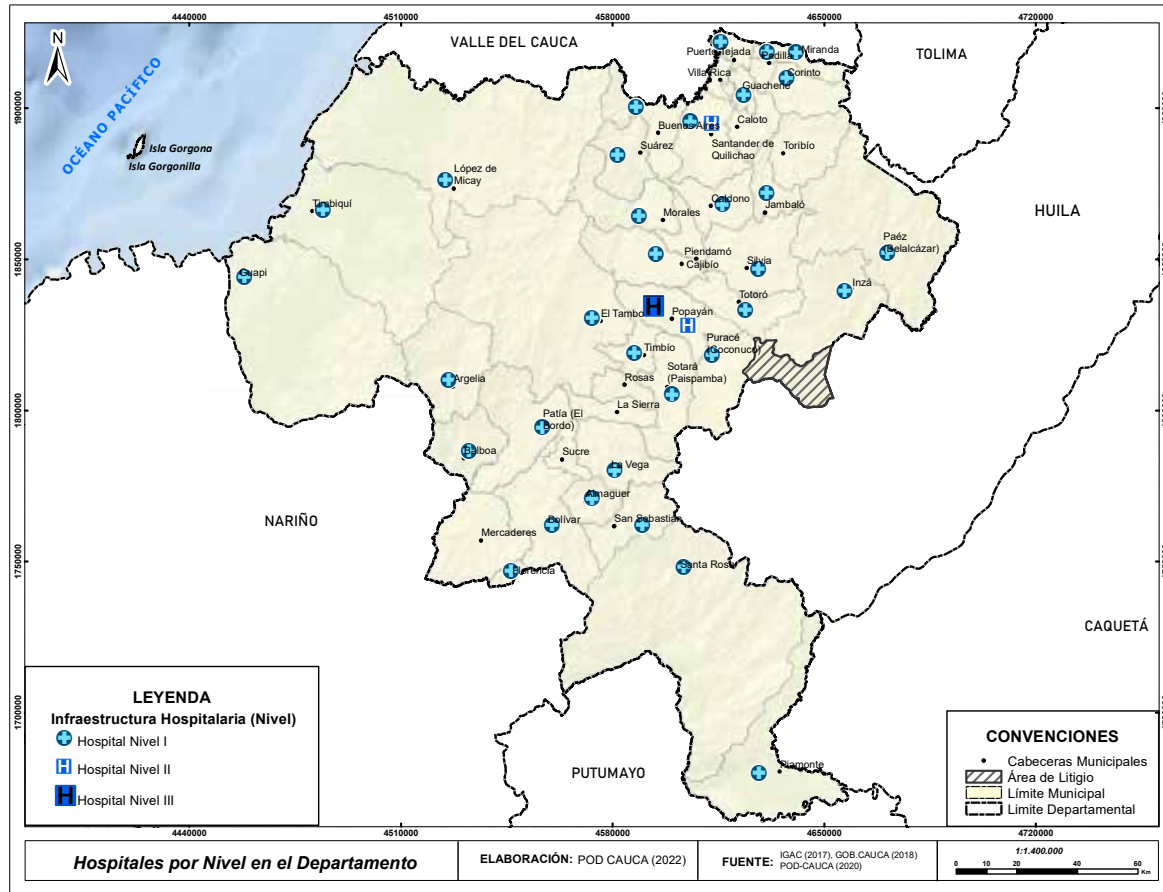 4440000
4510000
4580000
4650000
4720000
N
VALLE DEL CAUCA
TOLIMA
OCÉANO PACÍFICO
Isla Gorgona
Isla Gorgonilla
Puerto Tejada
Padilla
Miranda
Villa Rica
Corinto
Guachené
1900000
Buenos Aires
Caloto
Suárez
Santander de
Quilichao
Toribío
López de
Micay
Timbiquí
Caldono
Morales
Jambaló
HUILA
Paéz
(Belalcázar)
Piendamó
Cajibío
Silvia
Guapi
Inzá
Totoró
El Tambo
Popayán
Puracé
(Coconuco)
Timbío
Sotará
(Paispamba)
Rosas
Argelia
1800000
La Sierra
Patía (El
Bordo)
Balboa
Sucre
La Vega
Almaguer
NARIÑO
Bolívar
San Sebastián
Mercaderes
1750000
Florencia
Santa Rosa
CAQUETÁ
1700000
PUTUMAYO
Piamonte
LEYENDA
Infraestructura Hospitalaria (Nivel)
Hospital Nivel I
H Hospital Nivel II
H Hospital Nivel III
CONVENCIONES
Cabeceras Municipales
Área de Litigio
Límite Municipal
Limite Departamental
4440000
4510000
4580000
4650000
4720000
Hospitales por Nivel en el Departamento
ELABORACIÓN: POD CAUCA (2022)
FUENTE: IGAC (2017), GOB.CAUCA (2018)
POD-CAUCA (2020)
1:1.400.000
0 10 20 40 60
Km